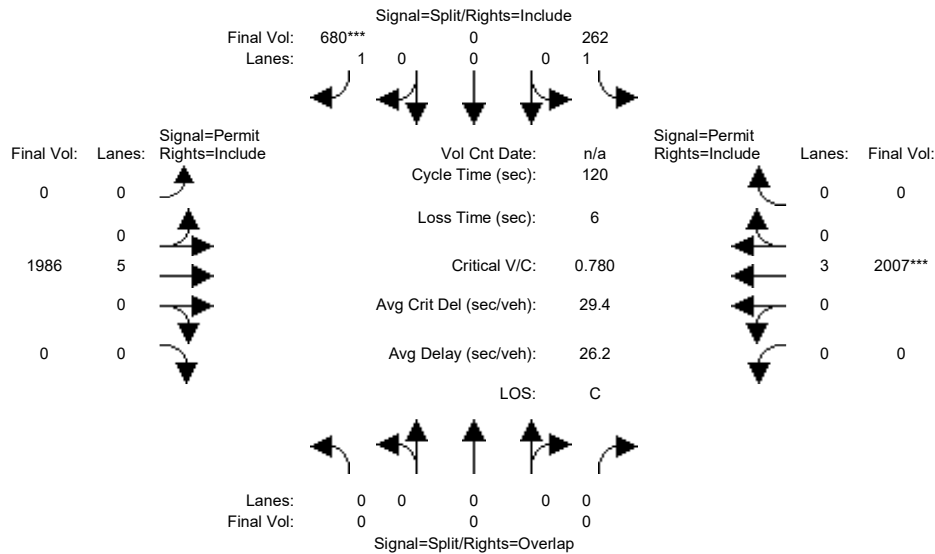 Signal=Split/Rights=Include
Final Vol: 680*** 0 262
Lanes: 1 0 0 0 1
Signal=Permit
Final Vol: Lanes: Rights=Include
Vol Cnt Date: n/a
Cycle Time (sec): 120
Signal=Permit
Rights=Include Lanes: Final Vol:
0 0
0 0
Loss Time (sec): 6
0
0
1986 5
Critical V/C: 0.780
3 2007***
0
Avg Crit Del (sec/veh): 29.4
0
0 0
Avg Delay (sec/veh): 26.2
0 0
LOS: C
Lanes: 0 0 0 0 0
Final Vol: 0 0 0
Signal=Split/Rights=Overlap